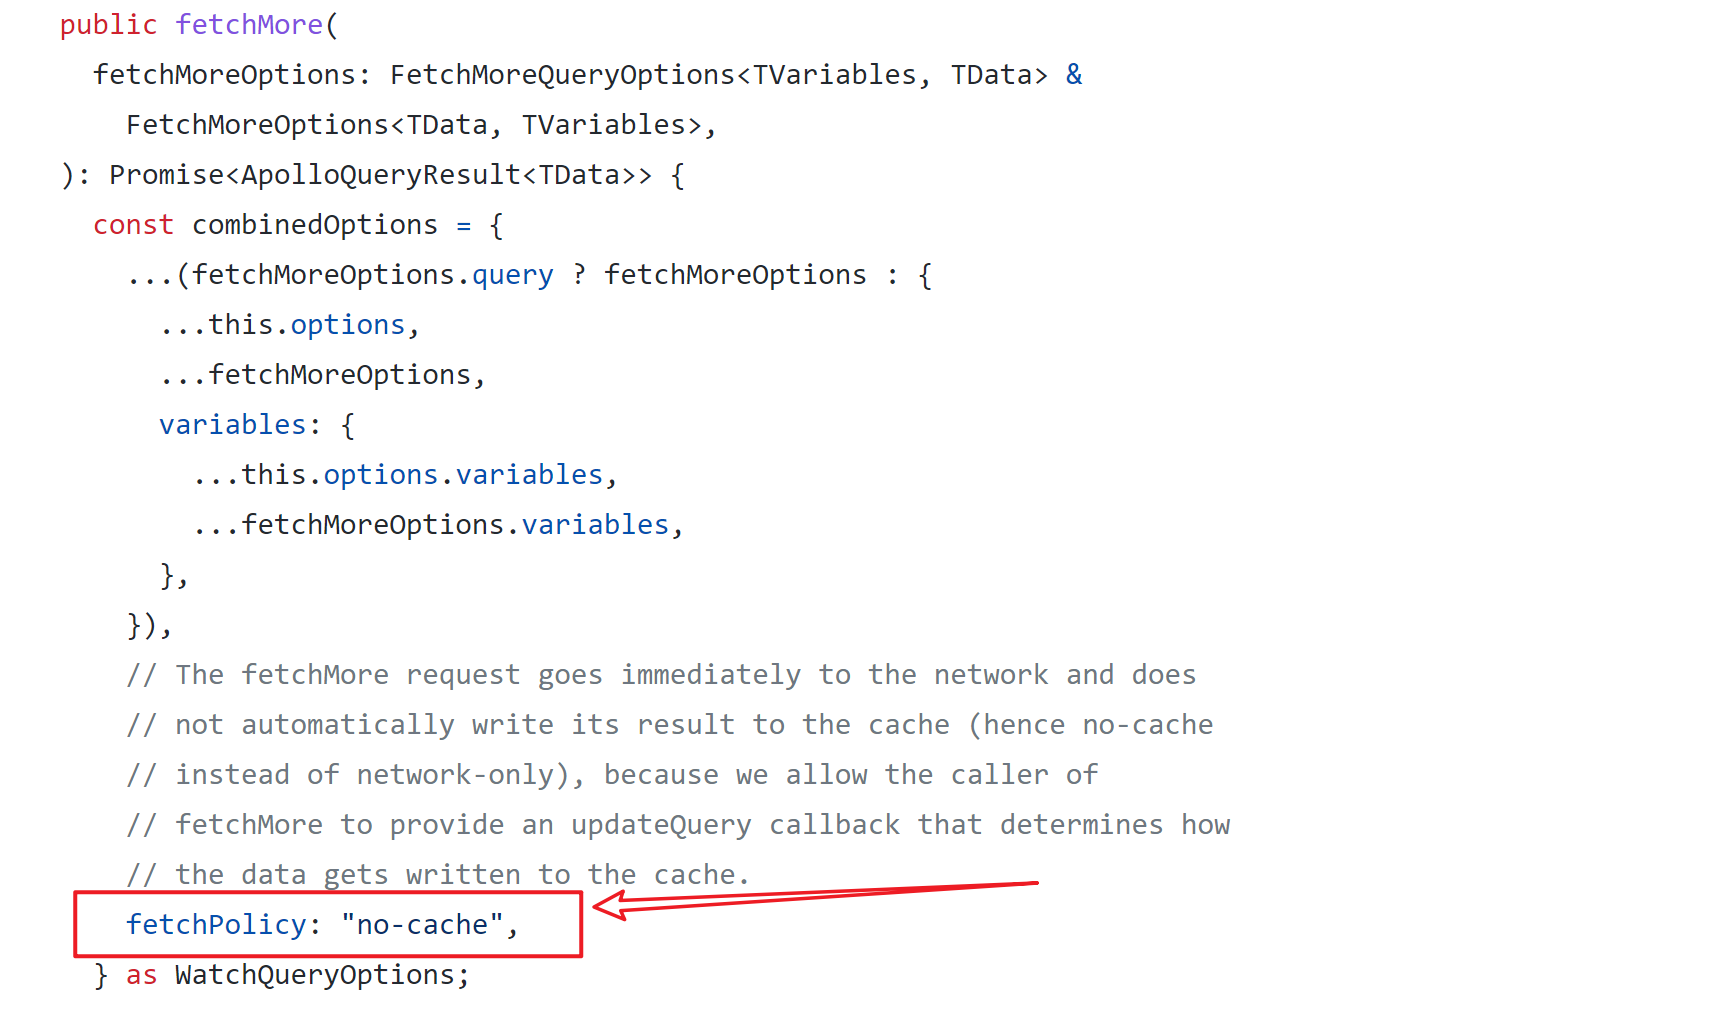 public fetchMore(
fetchMoreOptions: FetchMoreQueryOptions<TVariables, TData> &
FetchMoreOptions<TData, TVariables>,
): Promise<ApolloQueryResult<TData>> {
const combinedOptions = {
...(fetchMoreOptions.query ? fetchMoreOptions : {
...this.options,
...fetchMoreOptions,
variables: {
...this.options.variables,
...fetchMoreOptions.variables,
},
}),
// The fetchMore request goes immediately to the network and does
// not automatically write its result to the cache (hence no-cache
// instead of network-only), because we allow the caller of
// fetchMore to provide an updateQuery callback that determines how
// the data gets written to the cache.
fetchPolicy: "no-cache",
} as WatchQueryOptions;